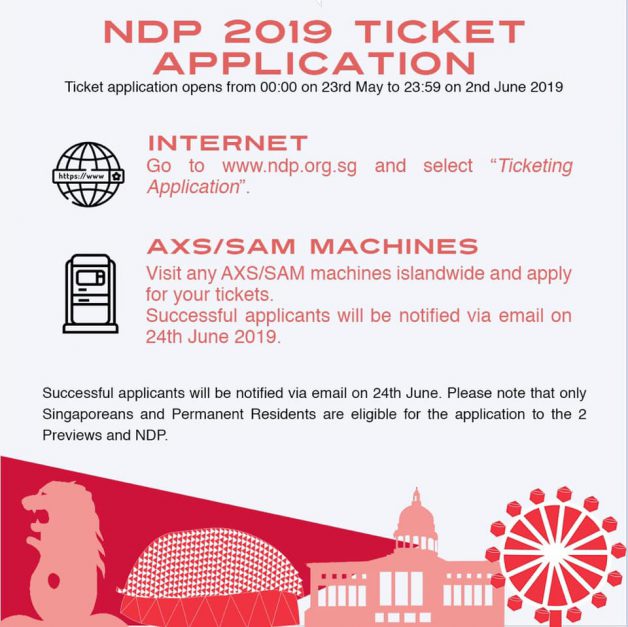 NDP 2019 TICKET
APPLICATION
Ticket application opens from 00:00 on 23rd May to 23:59 on 2nd June 2019
INTERNET
Go to www.ndp.org.sg and select “Ticketing
Application”.
https://www
AXS/SAM MACHINES
Visit any AXS/SAM machines islandwide and apply
for your tickets.
Successful applicants will be notified via email on
24th June 2019.
Successful applicants will be notified via email on 24th June. Please note that only
Singaporeans and Permanent Residents are eligible for the application to the 2
Previews and NDP.